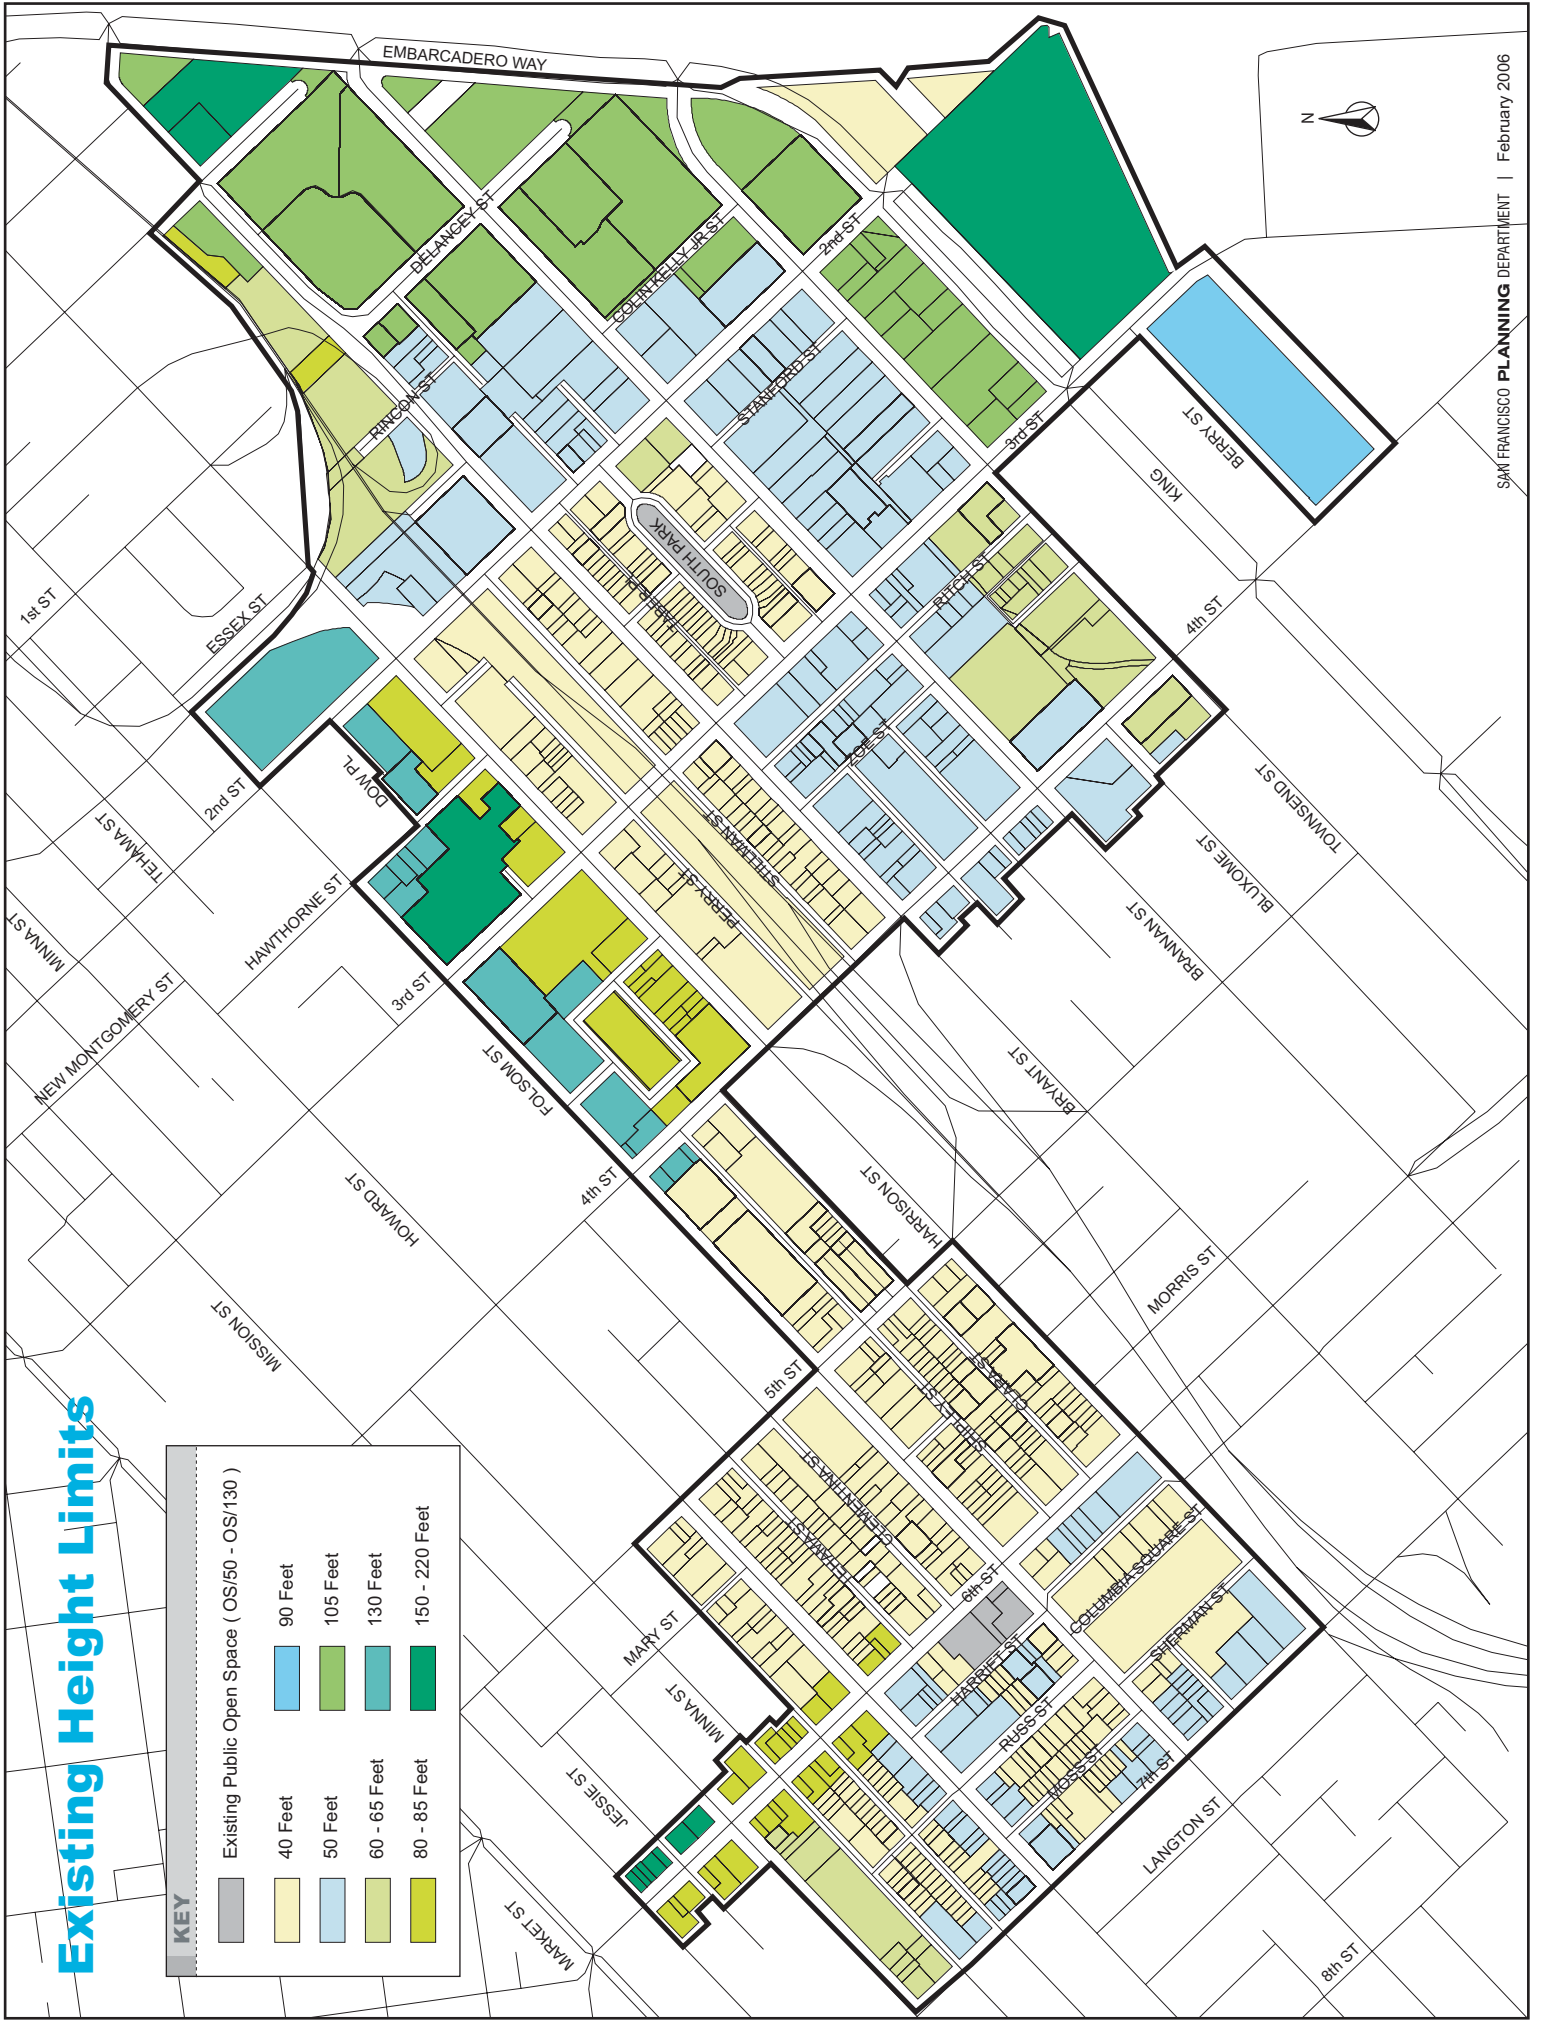 Existing Height Limits
KEY
Existing Public Open Space ( OS/50 - OS/130 )
40 Feet
50 Feet
60 - 65 Feet
80 - 85 Feet
90 Feet
105 Feet
130 Feet
150 - 220 Feet
EMBARCADERO WAY
DELANCEY ST
COLIN KELLY JR ST
2nd ST
STANFORD ST
RINCON ST
3rd ST
BERRY ST
KING
N
1st ST
ESSEX ST
SOUTH PARK
TABER PL
RITCH ST
4th ST
ZOE ST
TOWNSEND ST
BLUXOME ST
BRANNAN ST
2nd ST
DOW PL
TEHAMA ST
HAWTHORNE ST
MINNA ST
NEW MONTGOMERY ST
3rd ST
STILLMAN ST
PERRY ST
FOLSOM ST
BRYANT ST
HOWARD ST
4th ST
HARRISON ST
MISSION ST
MORRIS ST
5th ST
CLARA ST
SHIPLEY ST
CLEMENTINA ST
TEHAMA ST
6th ST
COLUMBIA SQUARE ST
SHERMAN ST
HARRIET ST
MARY ST
MINNA ST
RUSS ST
MOSS ST
7th ST
JESSIE ST
LANGTON ST
MARKET ST
8th ST
SAN FRANCISCO PLANNING DEPARTMENT | February 2006